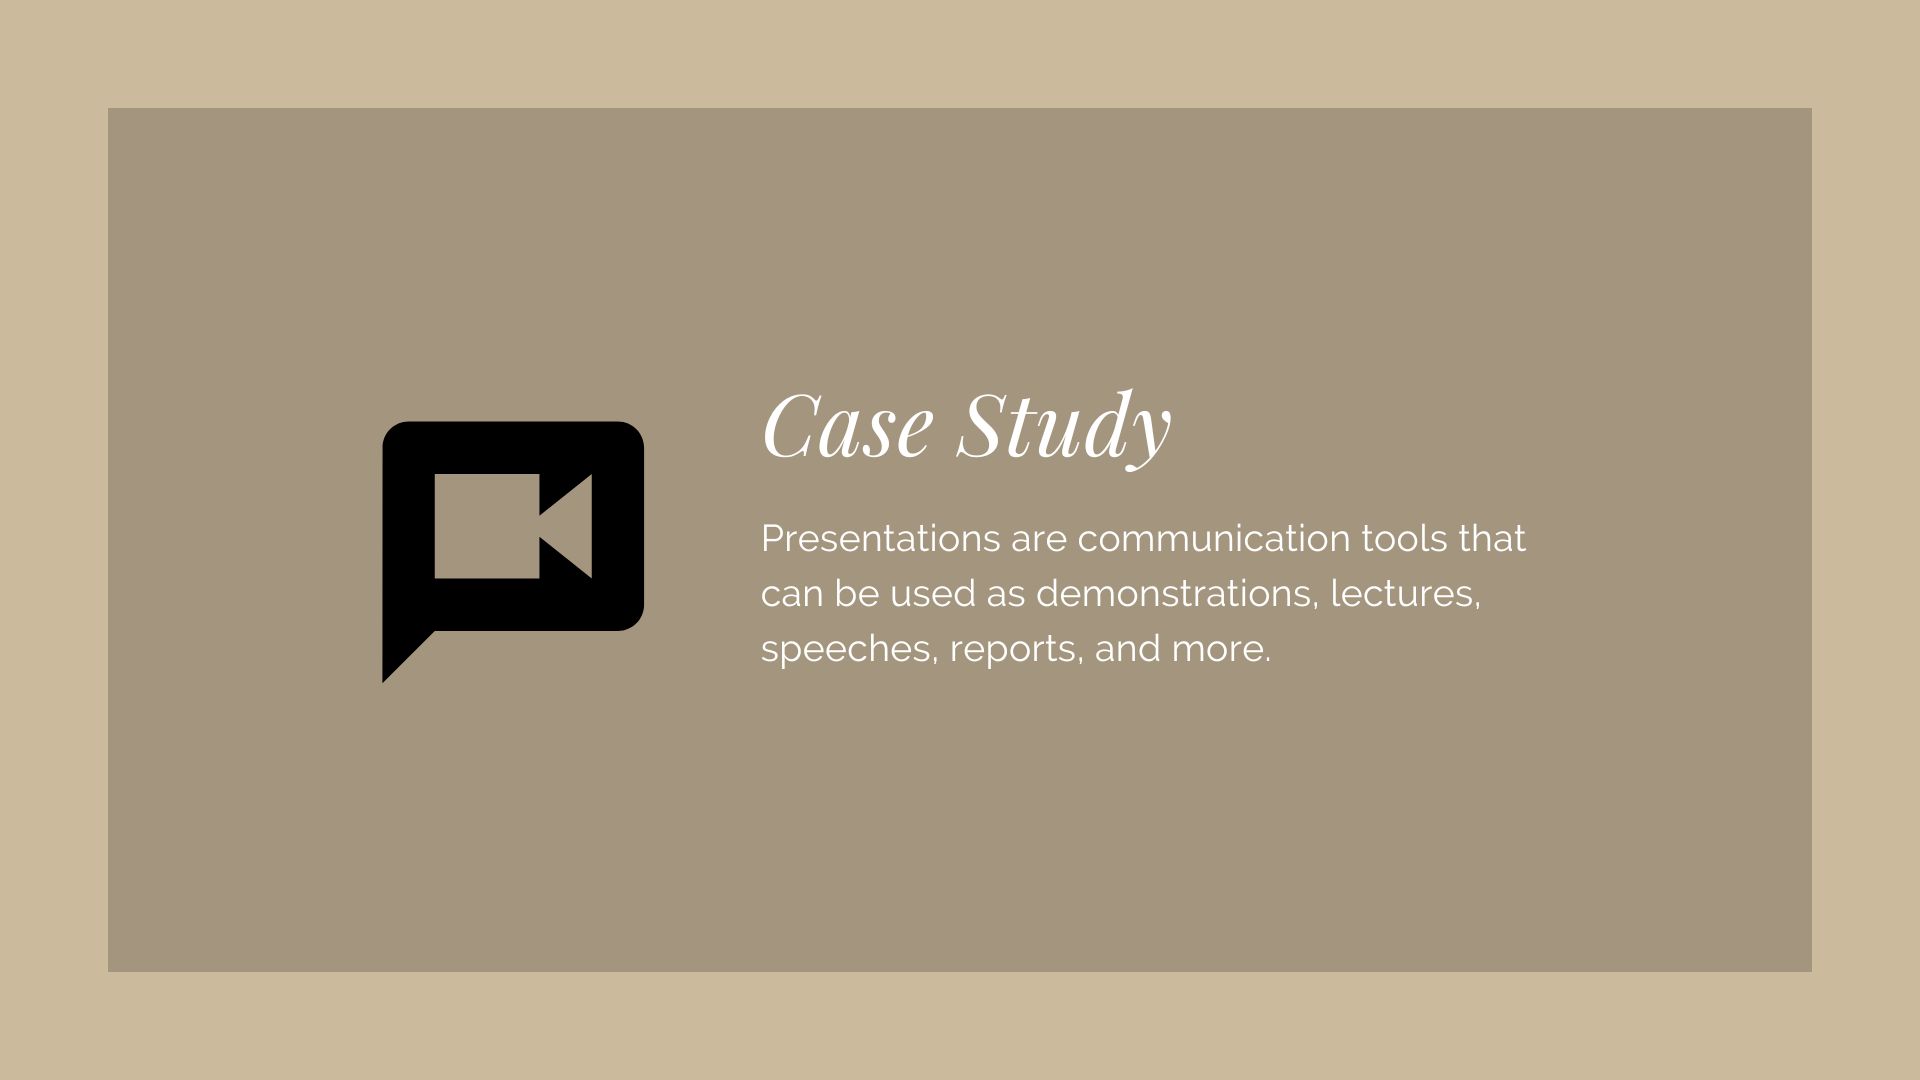 Case Study
Presentations are communication tools that
can be used as demonstrations, lectures,
speeches, reports, and more.